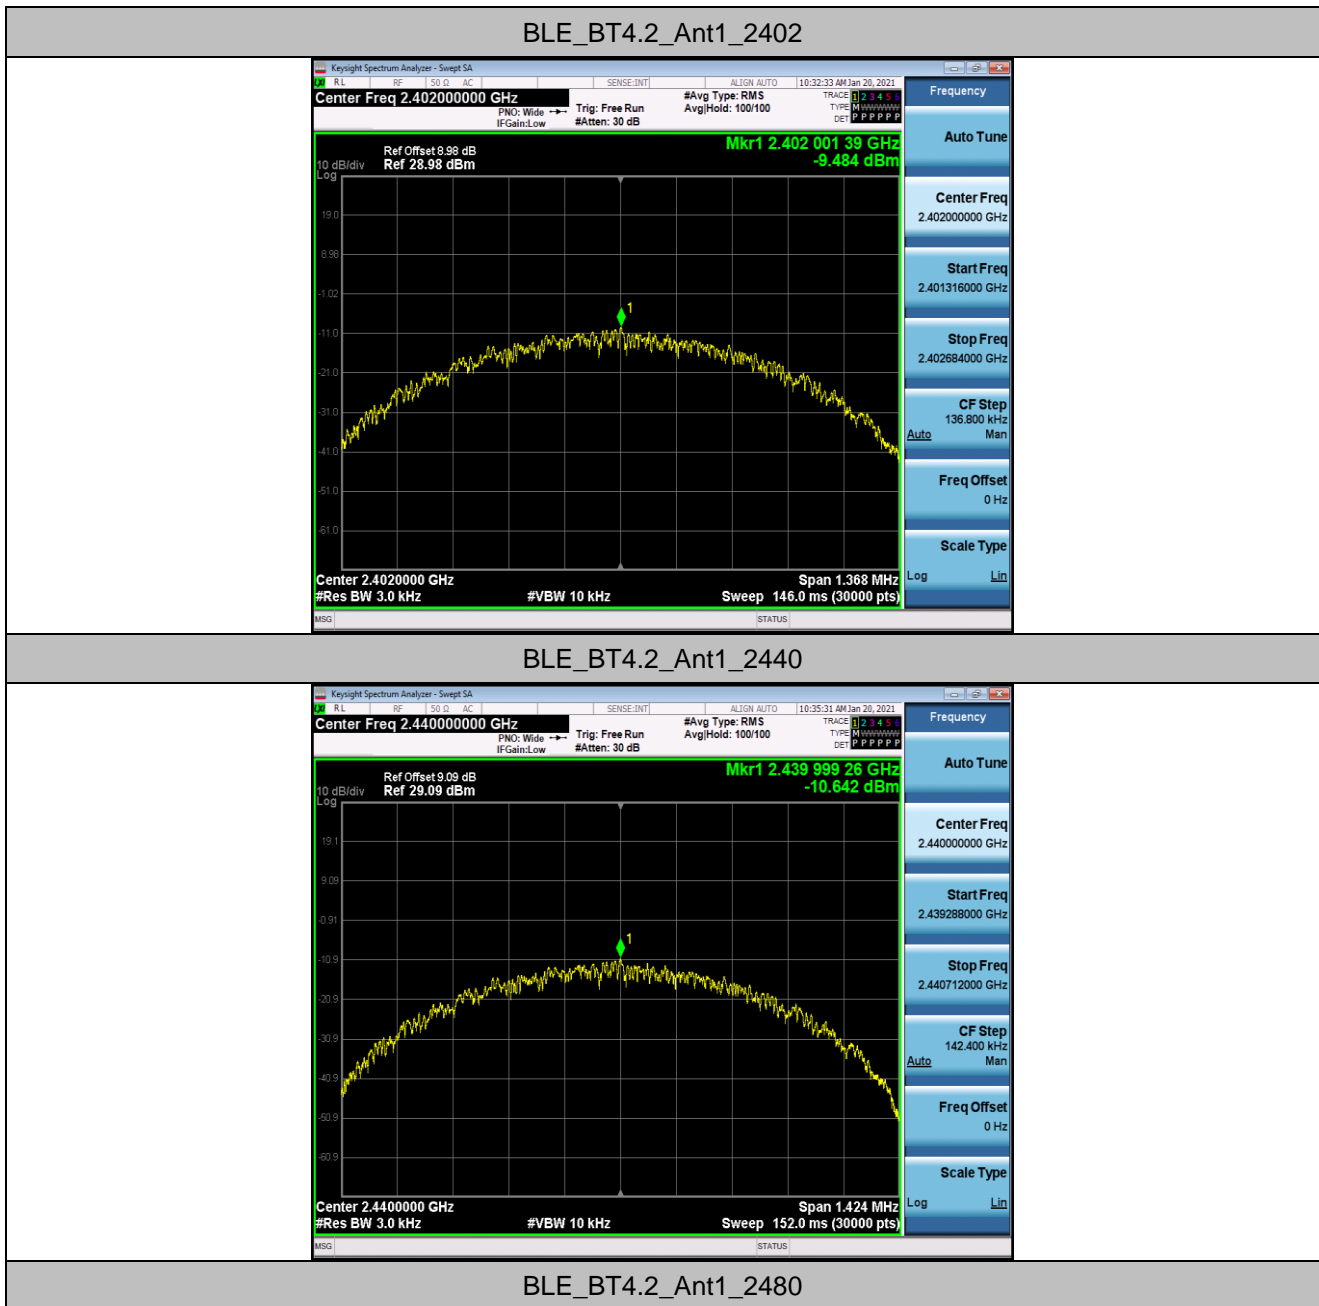 BLE_BT4.2_Ant1_2402
Keysight Spectrum Analyzer - Swept SA
RL RF 50 Ω AC SENSE:INT ALIGN AUTO 10:32:33 AM Jan 20, 2021
Center Freq 2.402000000 GHz #Avg Type: RMS TRACE 1 2 3 4 5 6
PNO: Wide Trig: Free Run Avg|Hold: 100/100 TYPE M WWWWW
IFGain:Low #Atten: 30 dB DET P P P P P P
Frequency
Auto Tune
Ref Offset 8.98 dB Mkr1 2.402 001 39 GHz
10 dB/div Ref 28.98 dBm -9.484 dBm
Log
19.0
8.98
-1.02
-11.0
-21.0
-31.0
-41.0
-51.0
-61.0
1
Center Freq
2.402000000 GHz
Start Freq
2.401316000 GHz
Stop Freq
2.402684000 GHz
CF Step
136.800 kHz
Auto Man
Freq Offset
0 Hz
Scale Type
Log Lin
Center 2.4020000 GHz Span 1.368 MHz
#Res BW 3.0 kHz #VBW 10 kHz Sweep 146.0 ms (30000 pts)
MSG STATUS
BLE_BT4.2_Ant1_2440
Keysight Spectrum Analyzer - Swept SA
RL RF 50 Ω AC SENSE:INT ALIGN AUTO 10:35:31 AM Jan 20, 2021
Center Freq 2.440000000 GHz #Avg Type: RMS TRACE 1 2 3 4 5 6
PNO: Wide Trig: Free Run Avg|Hold: 100/100 TYPE M WWWWW
IFGain:Low #Atten: 30 dB DET P P P P P P
Frequency
Auto Tune
Ref Offset 9.09 dB Mkr1 2.439 999 26 GHz
10 dB/div Ref 29.09 dBm -10.642 dBm
Log
19.1
9.09
-0.91
-10.9
-20.9
-30.9
-40.9
-50.9
-60.9
1
Center Freq
2.440000000 GHz
Start Freq
2.439288000 GHz
Stop Freq
2.440712000 GHz
CF Step
142.400 kHz
Auto Man
Freq Offset
0 Hz
Scale Type
Log Lin
Center 2.4400000 GHz Span 1.424 MHz
#Res BW 3.0 kHz #VBW 10 kHz Sweep 152.0 ms (30000 pts)
MSG STATUS
BLE_BT4.2_Ant1_2480